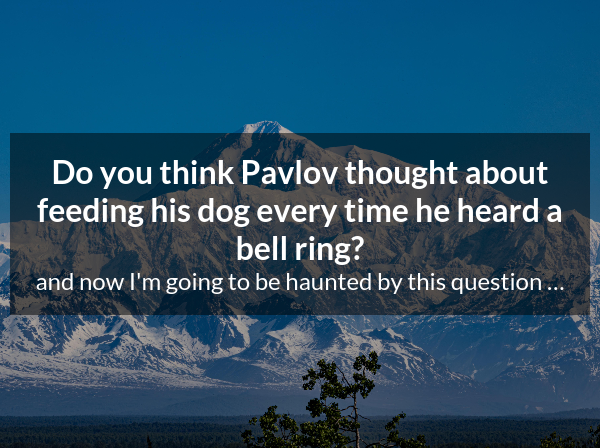 Do you think Pavlov thought about
feeding his dog every time he heard a
bell ring?
and now I'm going to be haunted by this question ...